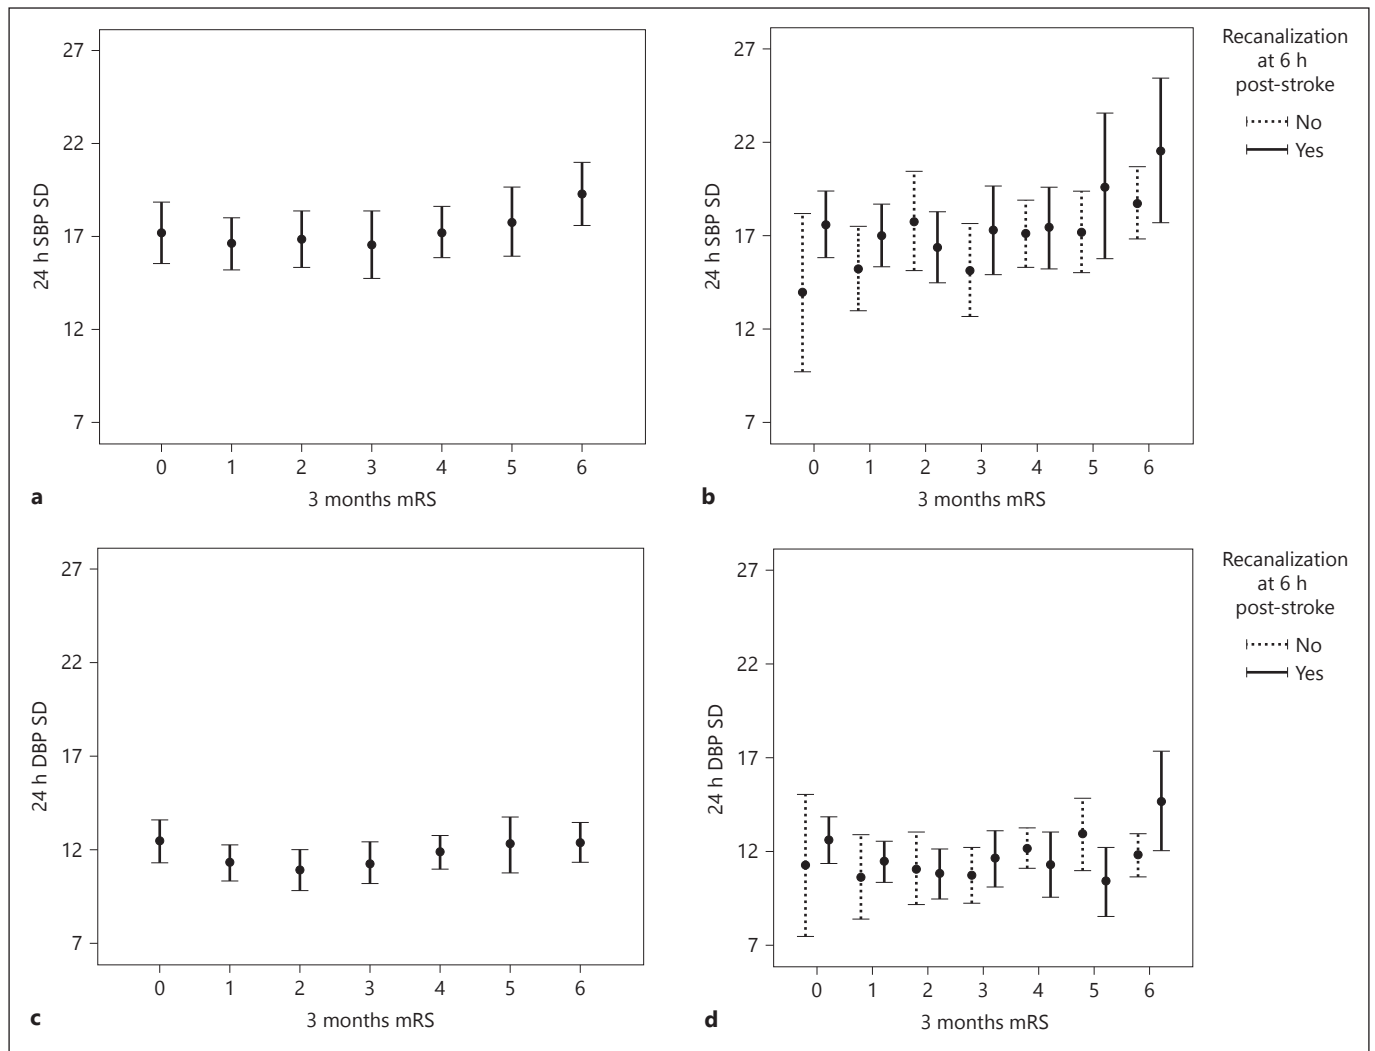 27
22
17
12
7
24 h SBP SD
0 1 2 3 4 5 6
3 months mRS
a
27
22
17
12
7
24 h SBP SD
0 1 2 3 4 5 6
3 months mRS
b
Recanalization
at 6 h
post-stroke
No
Yes
27
22
17
12
7
24 h DBP SD
0 1 2 3 4 5 6
3 months mRS
c
27
22
17
12
7
24 h DBP SD
0 1 2 3 4 5 6
3 months mRS
d
Recanalization
at 6 h
post-stroke
No
Yes